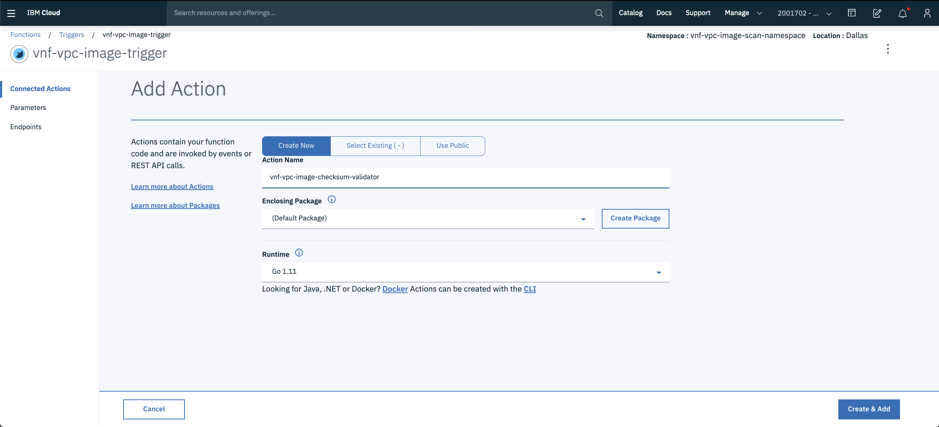 IBM Cloud
Search resources and offerings...
Catalog Docs Support Manage 2001702 - ...
Functions / Triggers / vnf-vpc-image-trigger
Namespace : vnf-vpc-image-scan-namespace Location : Dallas
vnf-vpc-image-trigger
Connected Actions
Parameters
Endpoints
Add Action
Actions contain your function
code and are invoked by events or
REST API calls.
Learn more about Actions
Learn more about Packages
Create New Select Existing ( - ) Use Public
Action Name
vnf-vpc-image-checksum-validator
Enclosing Package
(Default Package)
Create Package
Runtime
Go 1.11
Looking for Java, .NET or Docker? Docker Actions can be created with the CLI
Cancel
Create & Add